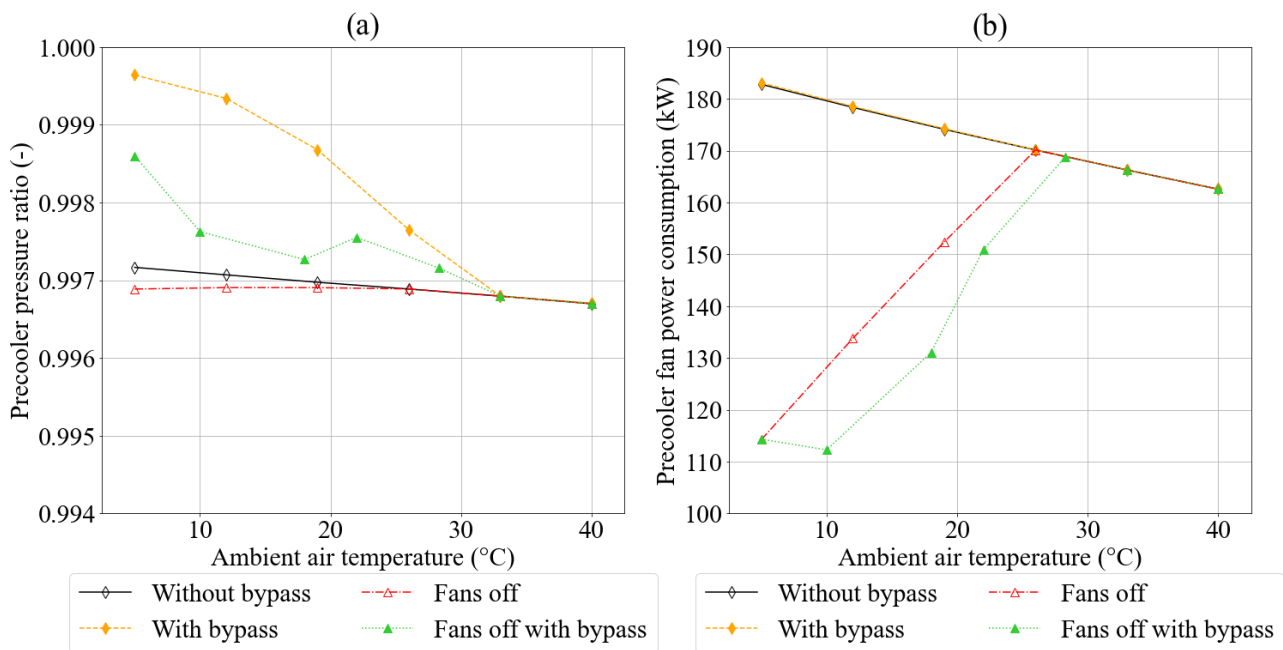 (a)
1.000
0.999
0.998
0.997
0.996
0.995
0.994
Precooler pressure ratio (-)
10 20 30 40
Ambient air temperature (°C)
Without bypass
With bypass
Fans off
Fans off with bypass
(b)
190
180
170
160
150
140
130
120
110
100
Precooler fan power consumption (kW)
10 20 30 40
Ambient air temperature (°C)
Without bypass
With bypass
Fans off
Fans off with bypass